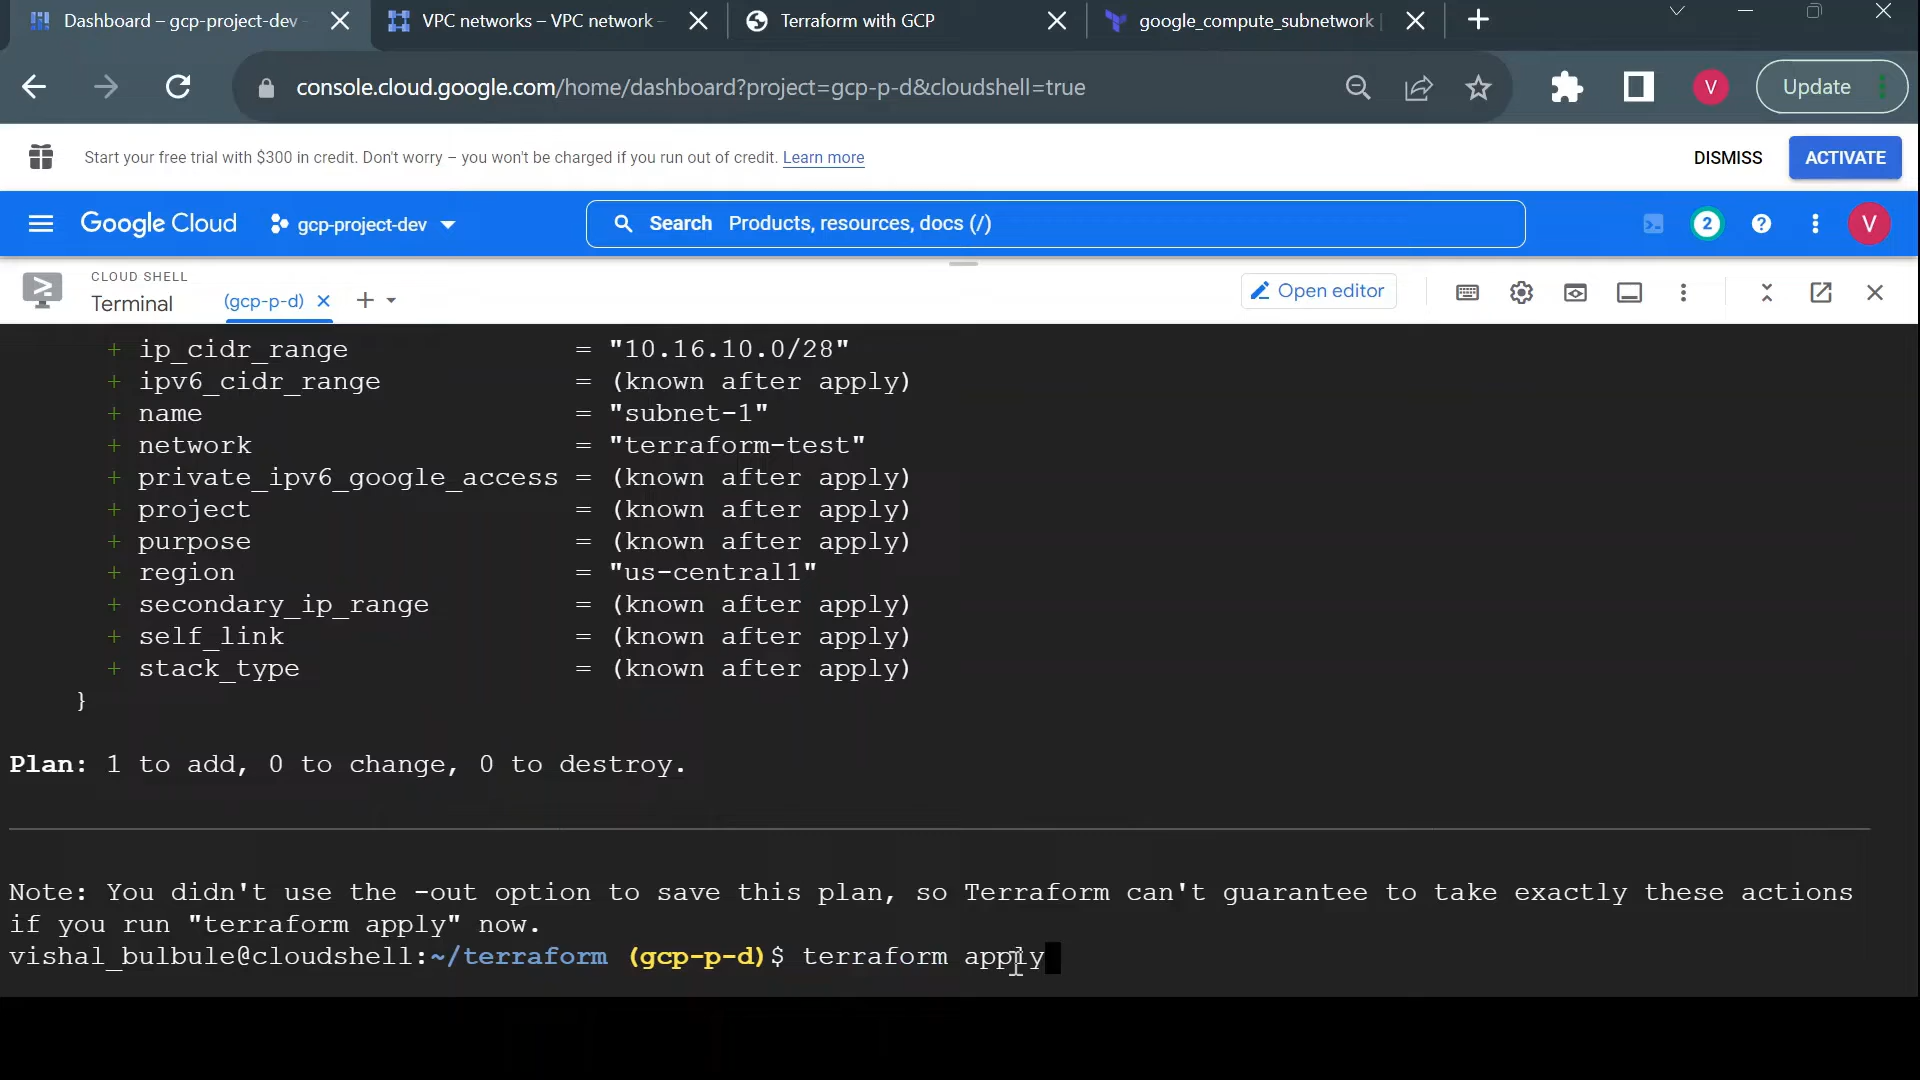 Dashboard – gcp-project-dev
VPC networks – VPC network –
Terraform with GCP
google_compute_subnetwork |
console.cloud.google.com/home/dashboard?project=gcp-p-d&cloudshell=true
V
Update
Start your free trial with $300 in credit. Don't worry – you won't be charged if you run out of credit. Learn more
DISMISS
ACTIVATE
Google Cloud
gcp-project-dev
Search Products, resources, docs (/)
2
V
CLOUD SHELL
Terminal
(gcp-p-d)
Open editor
+ ip_cidr_range = "10.16.10.0/28"
+ ipv6_cidr_range = (known after apply)
+ name = "subnet-1"
+ network = "terraform-test"
+ private_ipv6_google_access = (known after apply)
+ project = (known after apply)
+ purpose = (known after apply)
+ region = "us-central1"
+ secondary_ip_range = (known after apply)
+ self_link = (known after apply)
+ stack_type = (known after apply)
}
Plan: 1 to add, 0 to change, 0 to destroy.
Note: You didn't use the -out option to save this plan, so Terraform can't guarantee to take exactly these actions
if you run "terraform apply" now.
vishal_bulbule@cloudshell:~/terraform (gcp-p-d)$ terraform apply